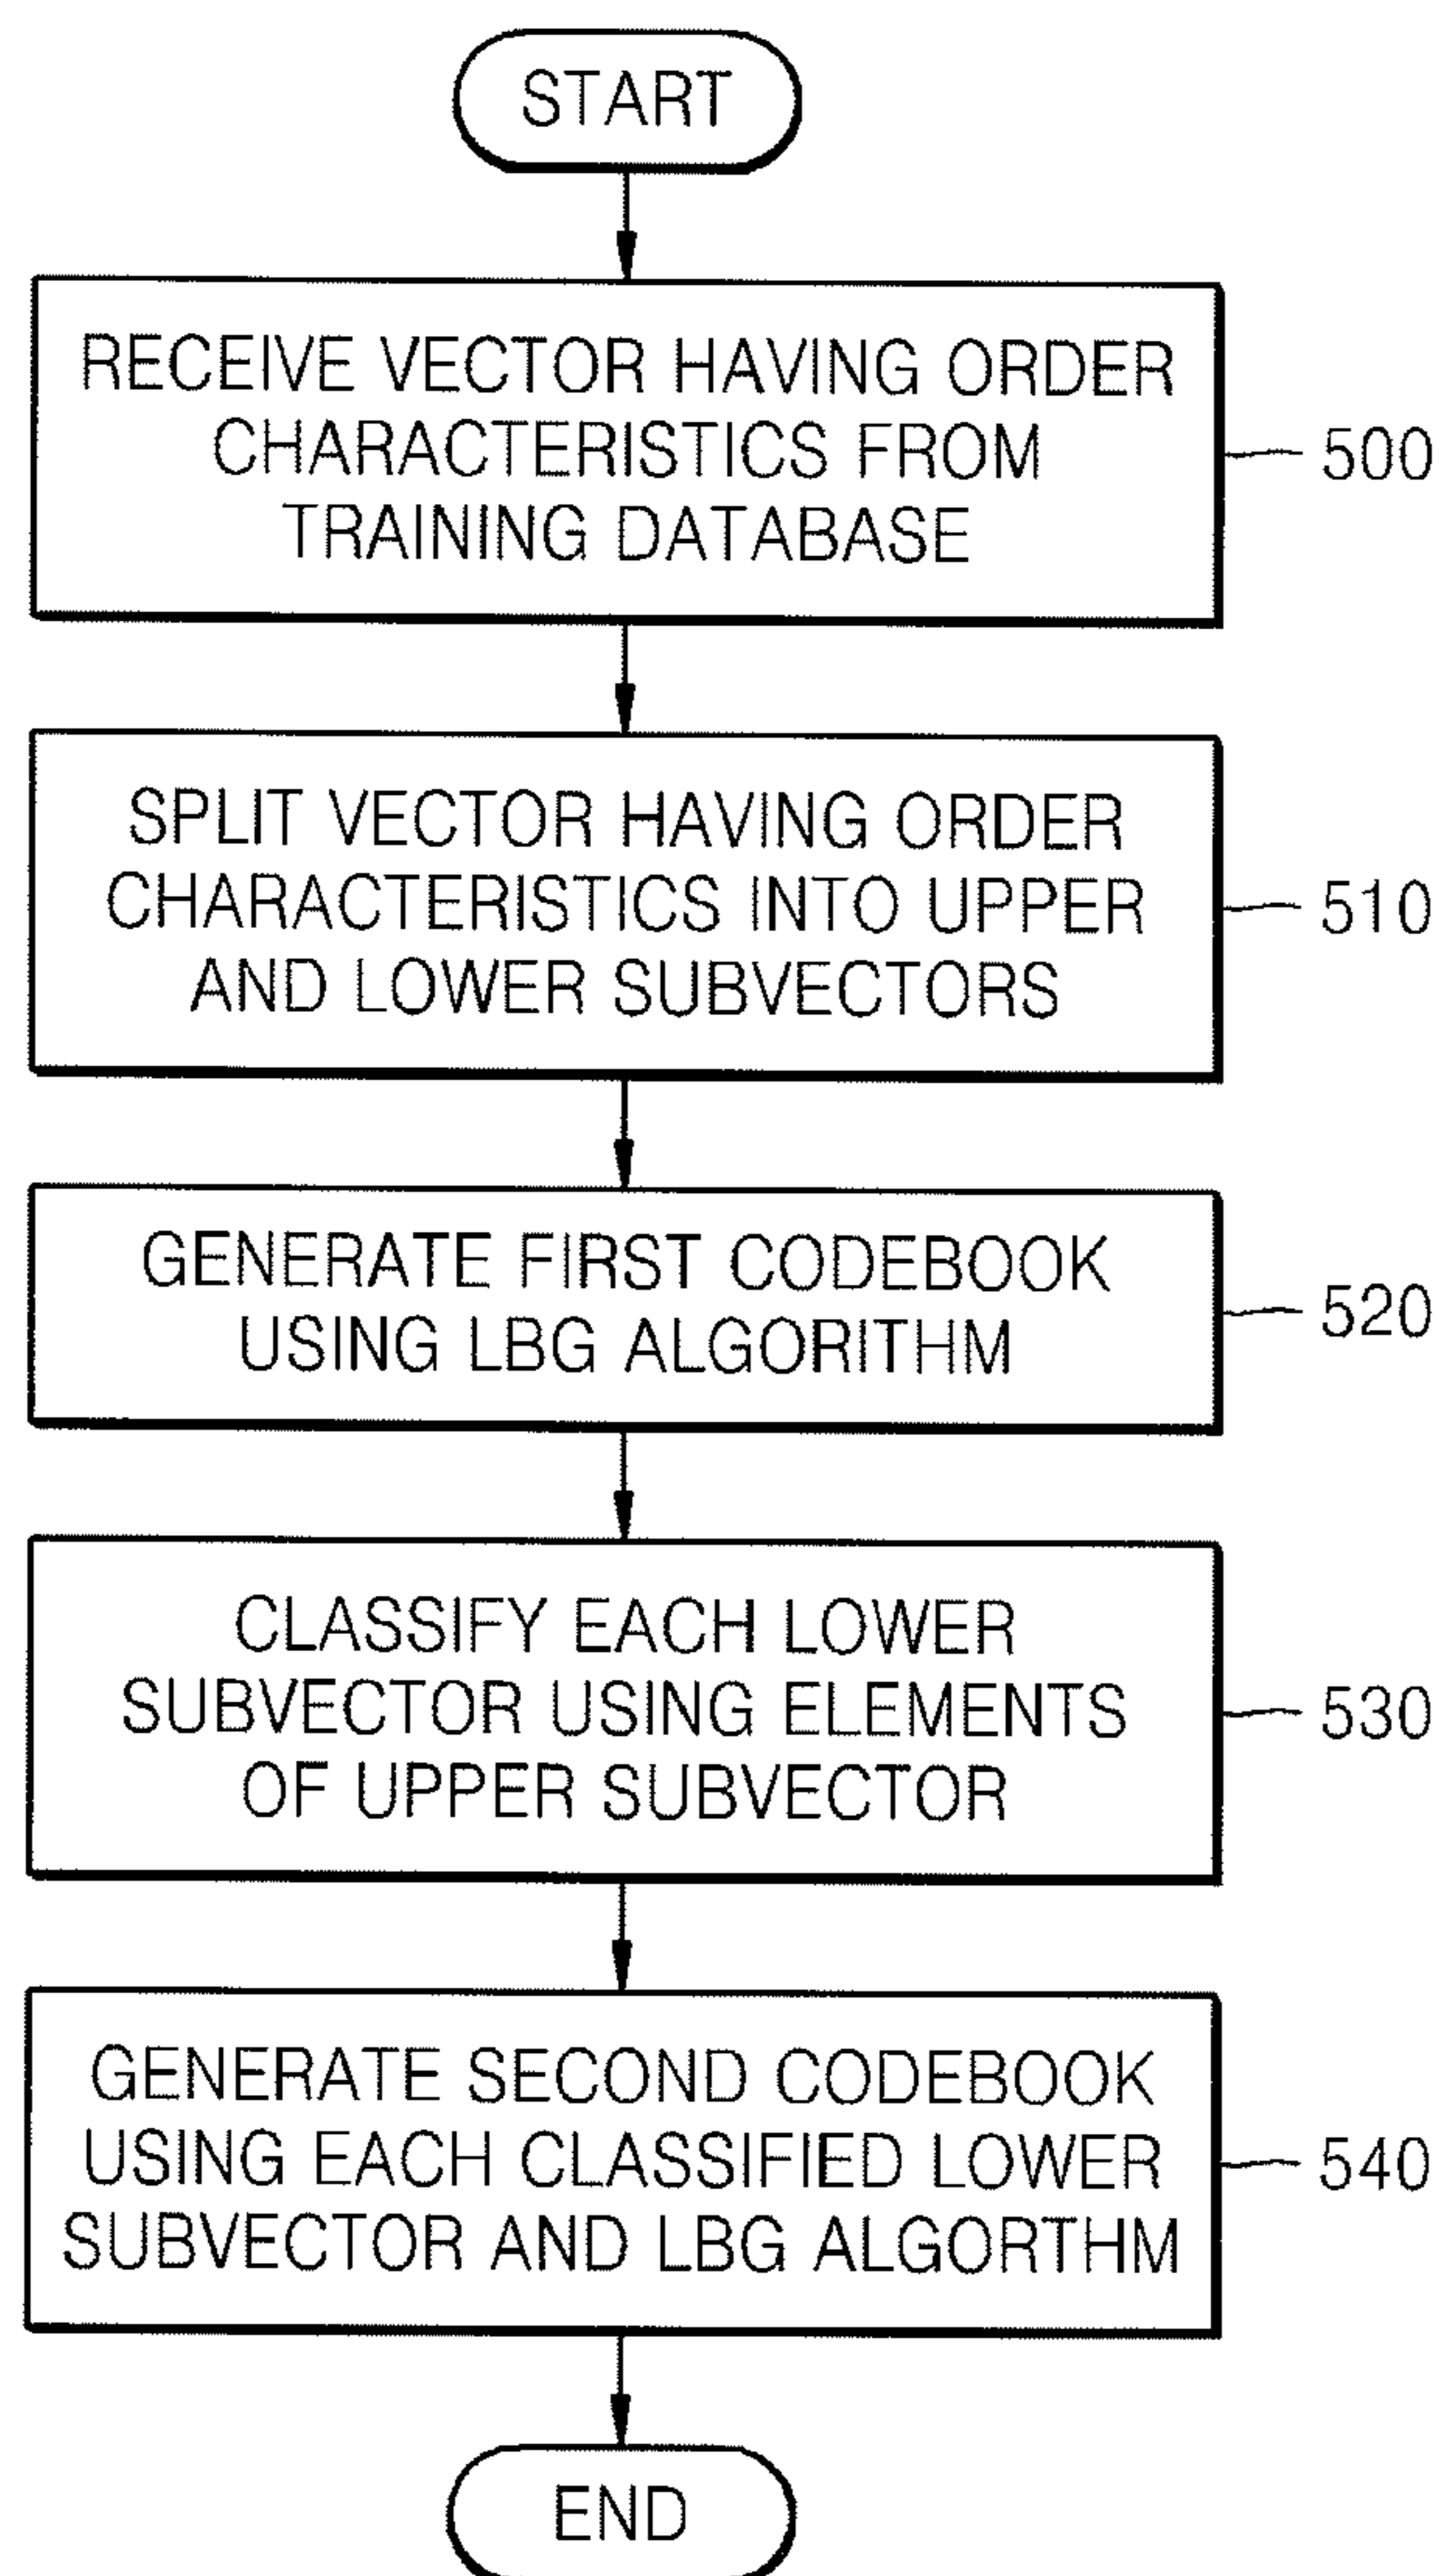 START
RECEIVE VECTOR HAVING ORDER
CHARACTERISTICS FROM
TRAINING DATABASE
500
SPLIT VECTOR HAVING ORDER
CHARACTERISTICS INTO UPPER
AND LOWER SUBVECTORS
510
GENERATE FIRST CODEBOOK
USING LBG ALGORITHM
520
CLASSIFY EACH LOWER
SUBVECTOR USING ELEMENTS
OF UPPER SUBVECTOR
530
GENERATE SECOND CODEBOOK
USING EACH CLASSIFIED LOWER
SUBVECTOR AND LBG ALGORTHM
540
END